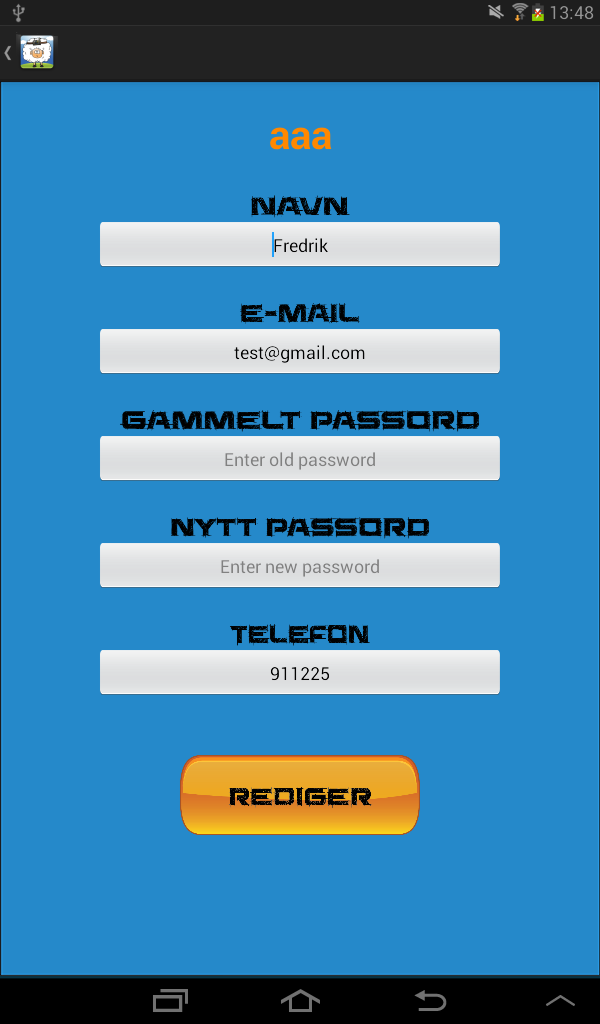 13:48
aaa
NAVN
Fredrik
E-MAIL
test@gmail.com
GAMMELT PASSORD
Enter old password
NYTT PASSORD
Enter new password
TELEFON
911225
REDIGER